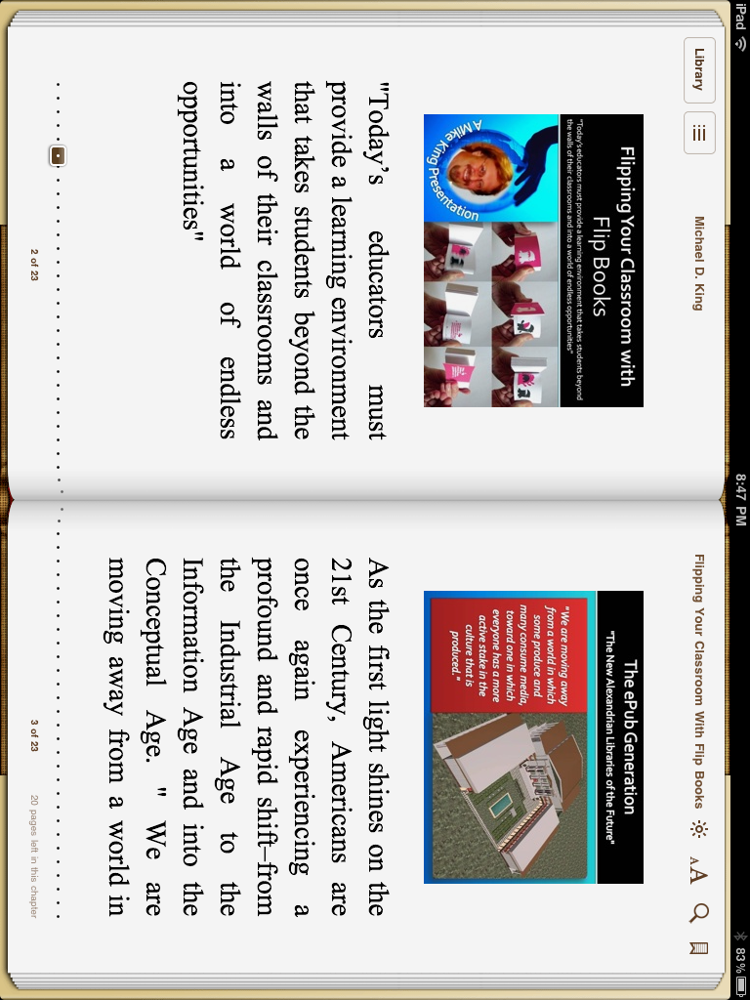 iPad
8:47 PM
83%
Library
Michael D. King
Flipping Your Classroom with
Flip Books
"Today's educators must provide a learning environment that takes students beyond
the walls of their classrooms and into a world of endless opportunities"
A Mike King Presentation
"Today's educators must
provide a learning environment
that takes students beyond the
walls of their classrooms and
into a world of endless
opportunities"
2 of 23
Flipping Your Classroom With Flip Books
AA
The ePub Generation
"The New Alexandrian Libraries of the Future"
"We are moving away
from a world in which
some produce and
many consume media,
toward one in which
everyone has a more
active stake in the
culture that is
produced."
As the first light shines on the
21st Century, Americans are
once again experiencing a
profound and rapid shift–from
the Industrial Age to the
Information Age and into the
Conceptual Age. " We are
moving away from a world in
3 of 23
20 pages left in this chapter